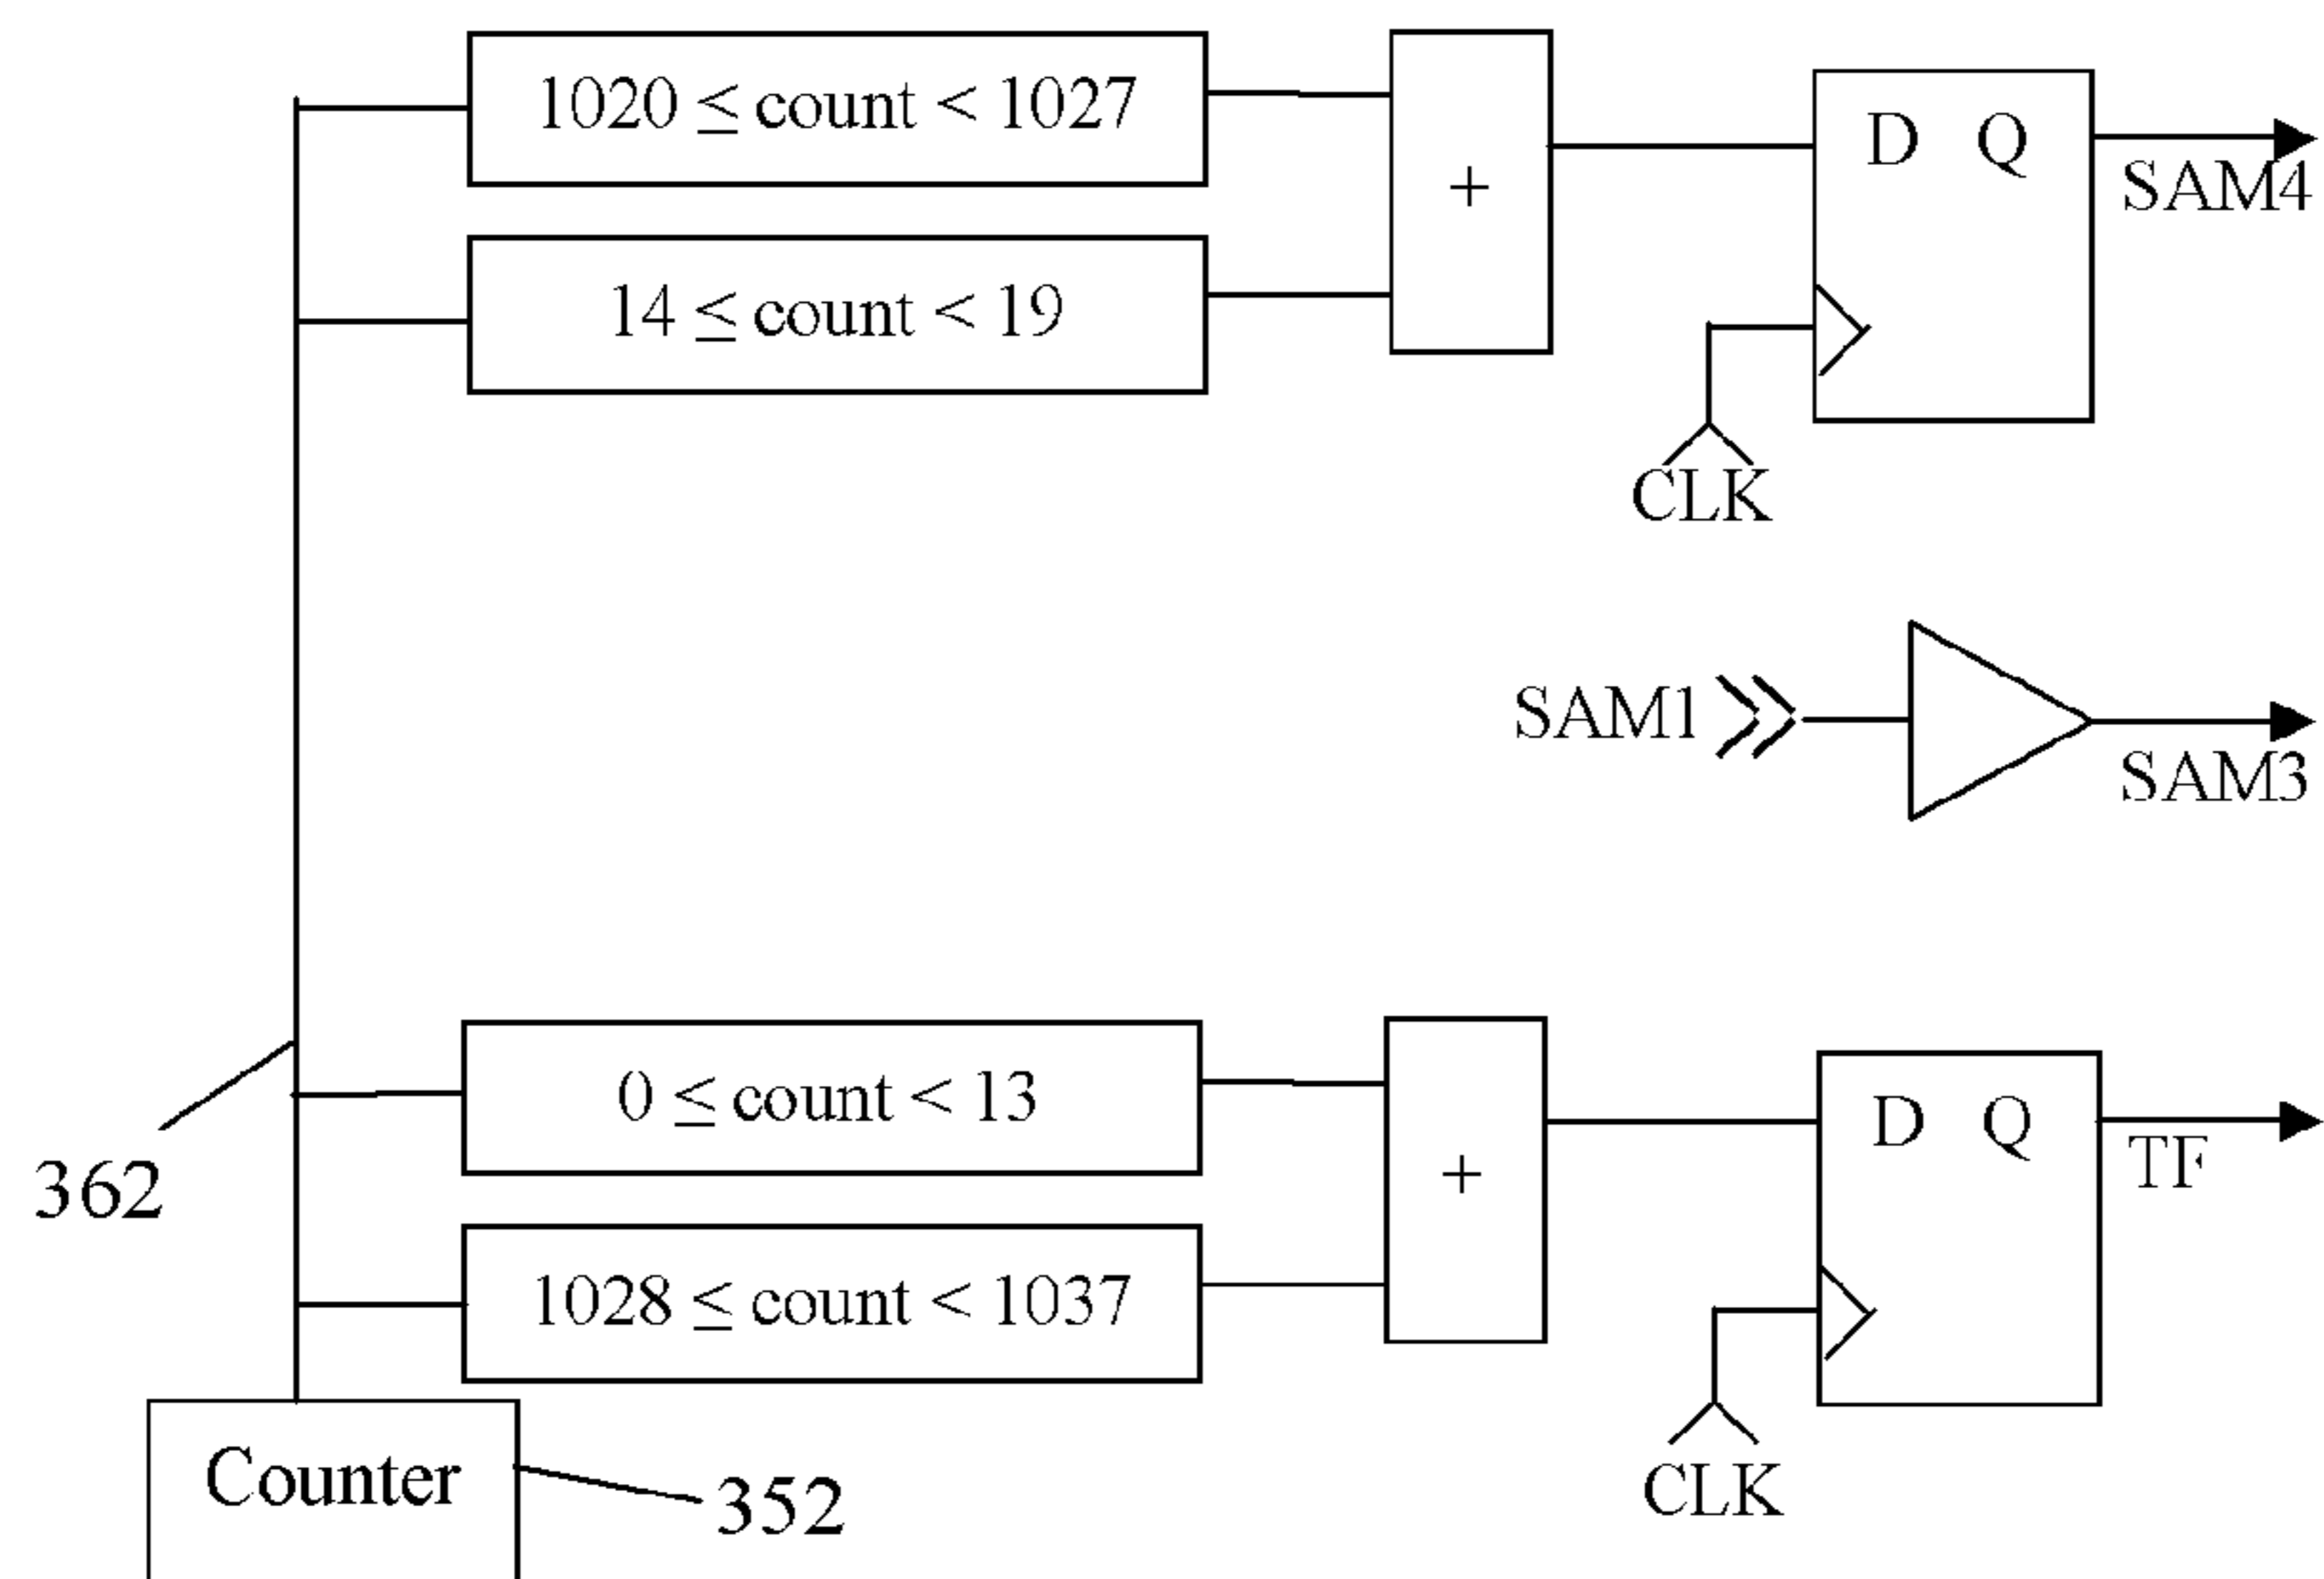 1020 ≤ count < 1027
+
D Q
SAM4
14 ≤ count < 19
CLK
SAM1
SAM3
0 ≤ count < 13
+
D Q
TF
362
1028 ≤ count < 1037
Counter
352
CLK